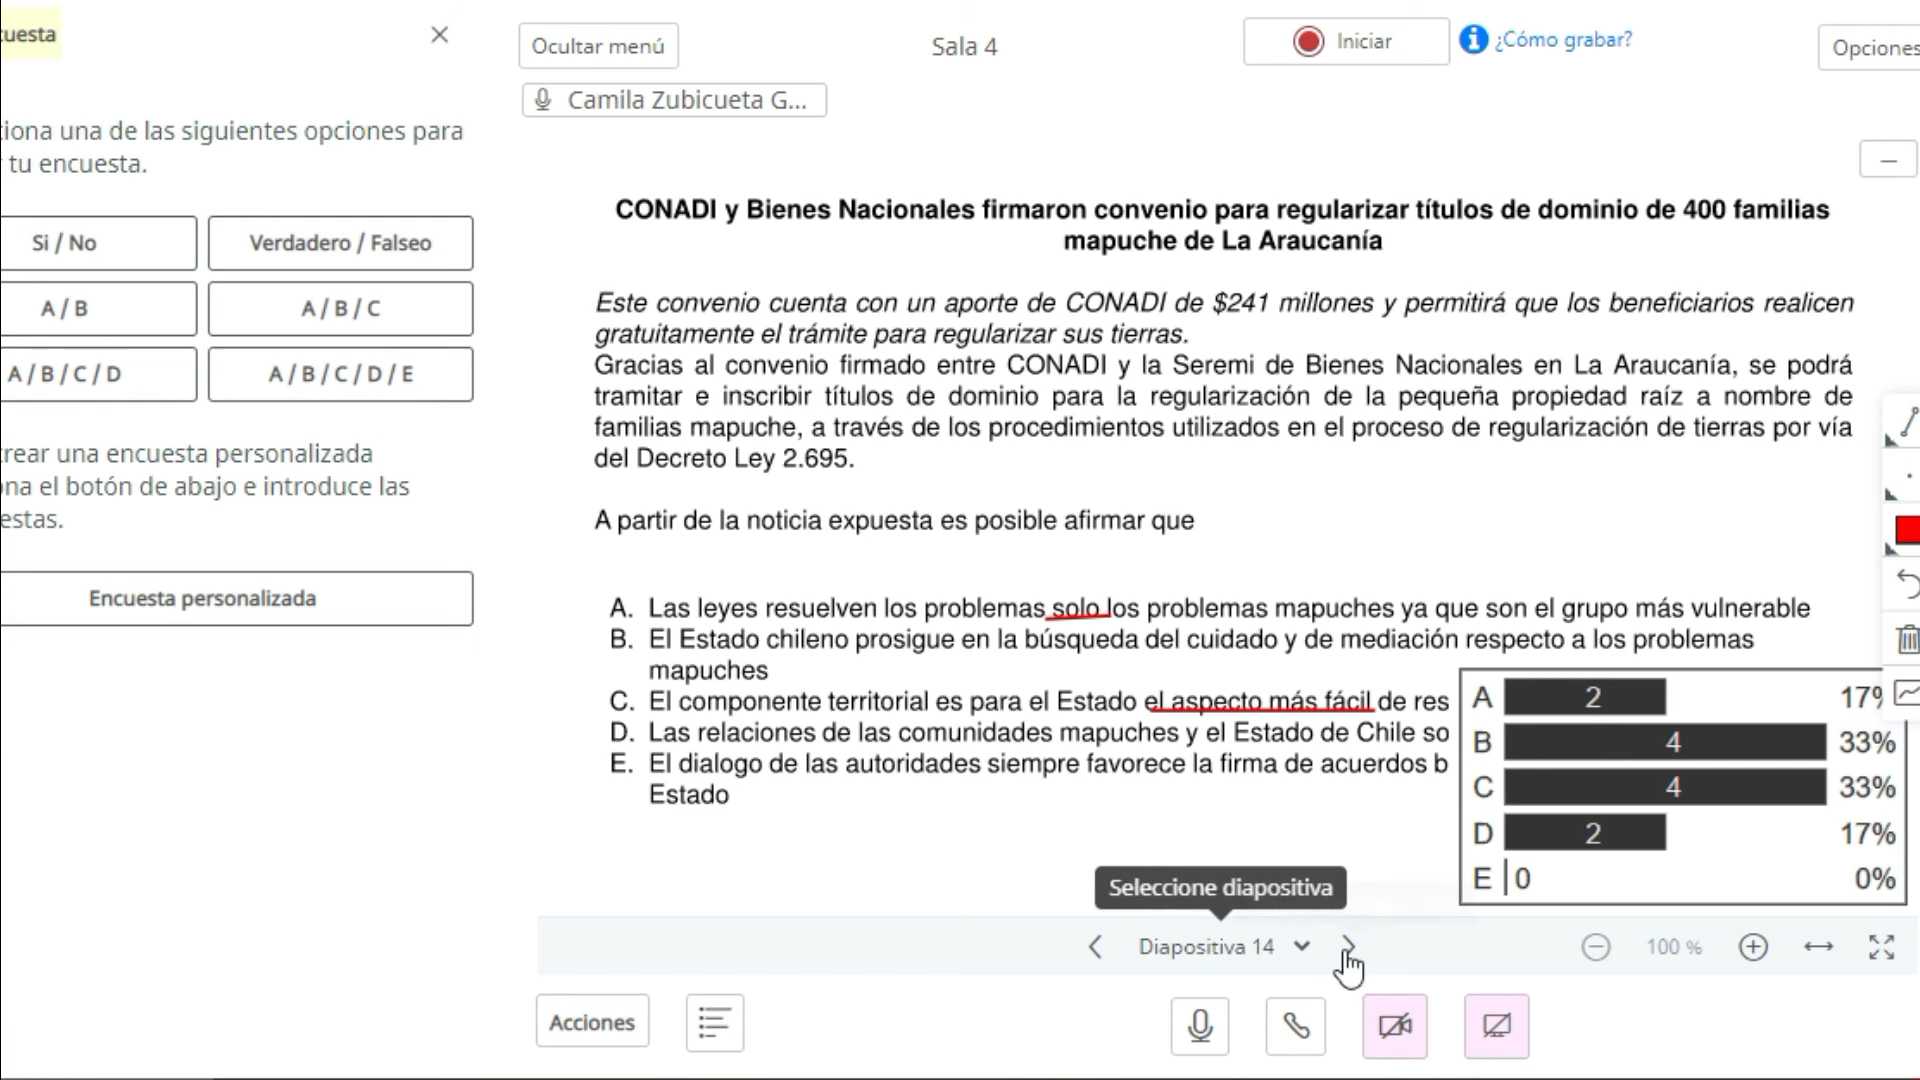 cuesta
Ocultar menú
Sala 4
Iniciar
¿Cómo grabar?
Opciones
Camila Zubicueta G...
iona una de las siguientes opciones para
tu encuesta.
Si / No
Verdadero / Falseo
A / B
A / B / C
A / B / C / D
A / B / C / D / E
rear una encuesta personalizada
ona el botón de abajo e introduce las
estas.
Encuesta personalizada
CONADI y Bienes Nacionales firmaron convenio para regularizar títulos de dominio de 400 familias
mapuche de La Araucanía
Este convenio cuenta con un aporte de CONADI de $241 millones y permitirá que los beneficiarios realicen
gratuitamente el trámite para regularizar sus tierras.
Gracias al convenio firmado entre CONADI y la Seremi de Bienes Nacionales en La Araucanía, se podrá
tramitar e inscribir títulos de dominio para la regularización de la pequeña propiedad raíz a nombre de
familias mapuche, a través de los procedimientos utilizados en el proceso de regularización de tierras por vía
del Decreto Ley 2.695.
A partir de la noticia expuesta es posible afirmar que
A. Las leyes resuelven los problemas solo los problemas mapuches ya que son el grupo más vulnerable
B. El Estado chileno prosigue en la búsqueda del cuidado y de mediación respecto a los problemas
mapuches
C. El componente territorial es para el Estado el aspecto más fácil de res
D. Las relaciones de las comunidades mapuches y el Estado de Chile so
E. El dialogo de las autoridades siempre favorece la firma de acuerdos b
Estado
A 2 17%
B 4 33%
C 4 33%
D 2 17%
E 0 0%
Seleccione diapositiva
Diapositiva 14
100 %
Acciones